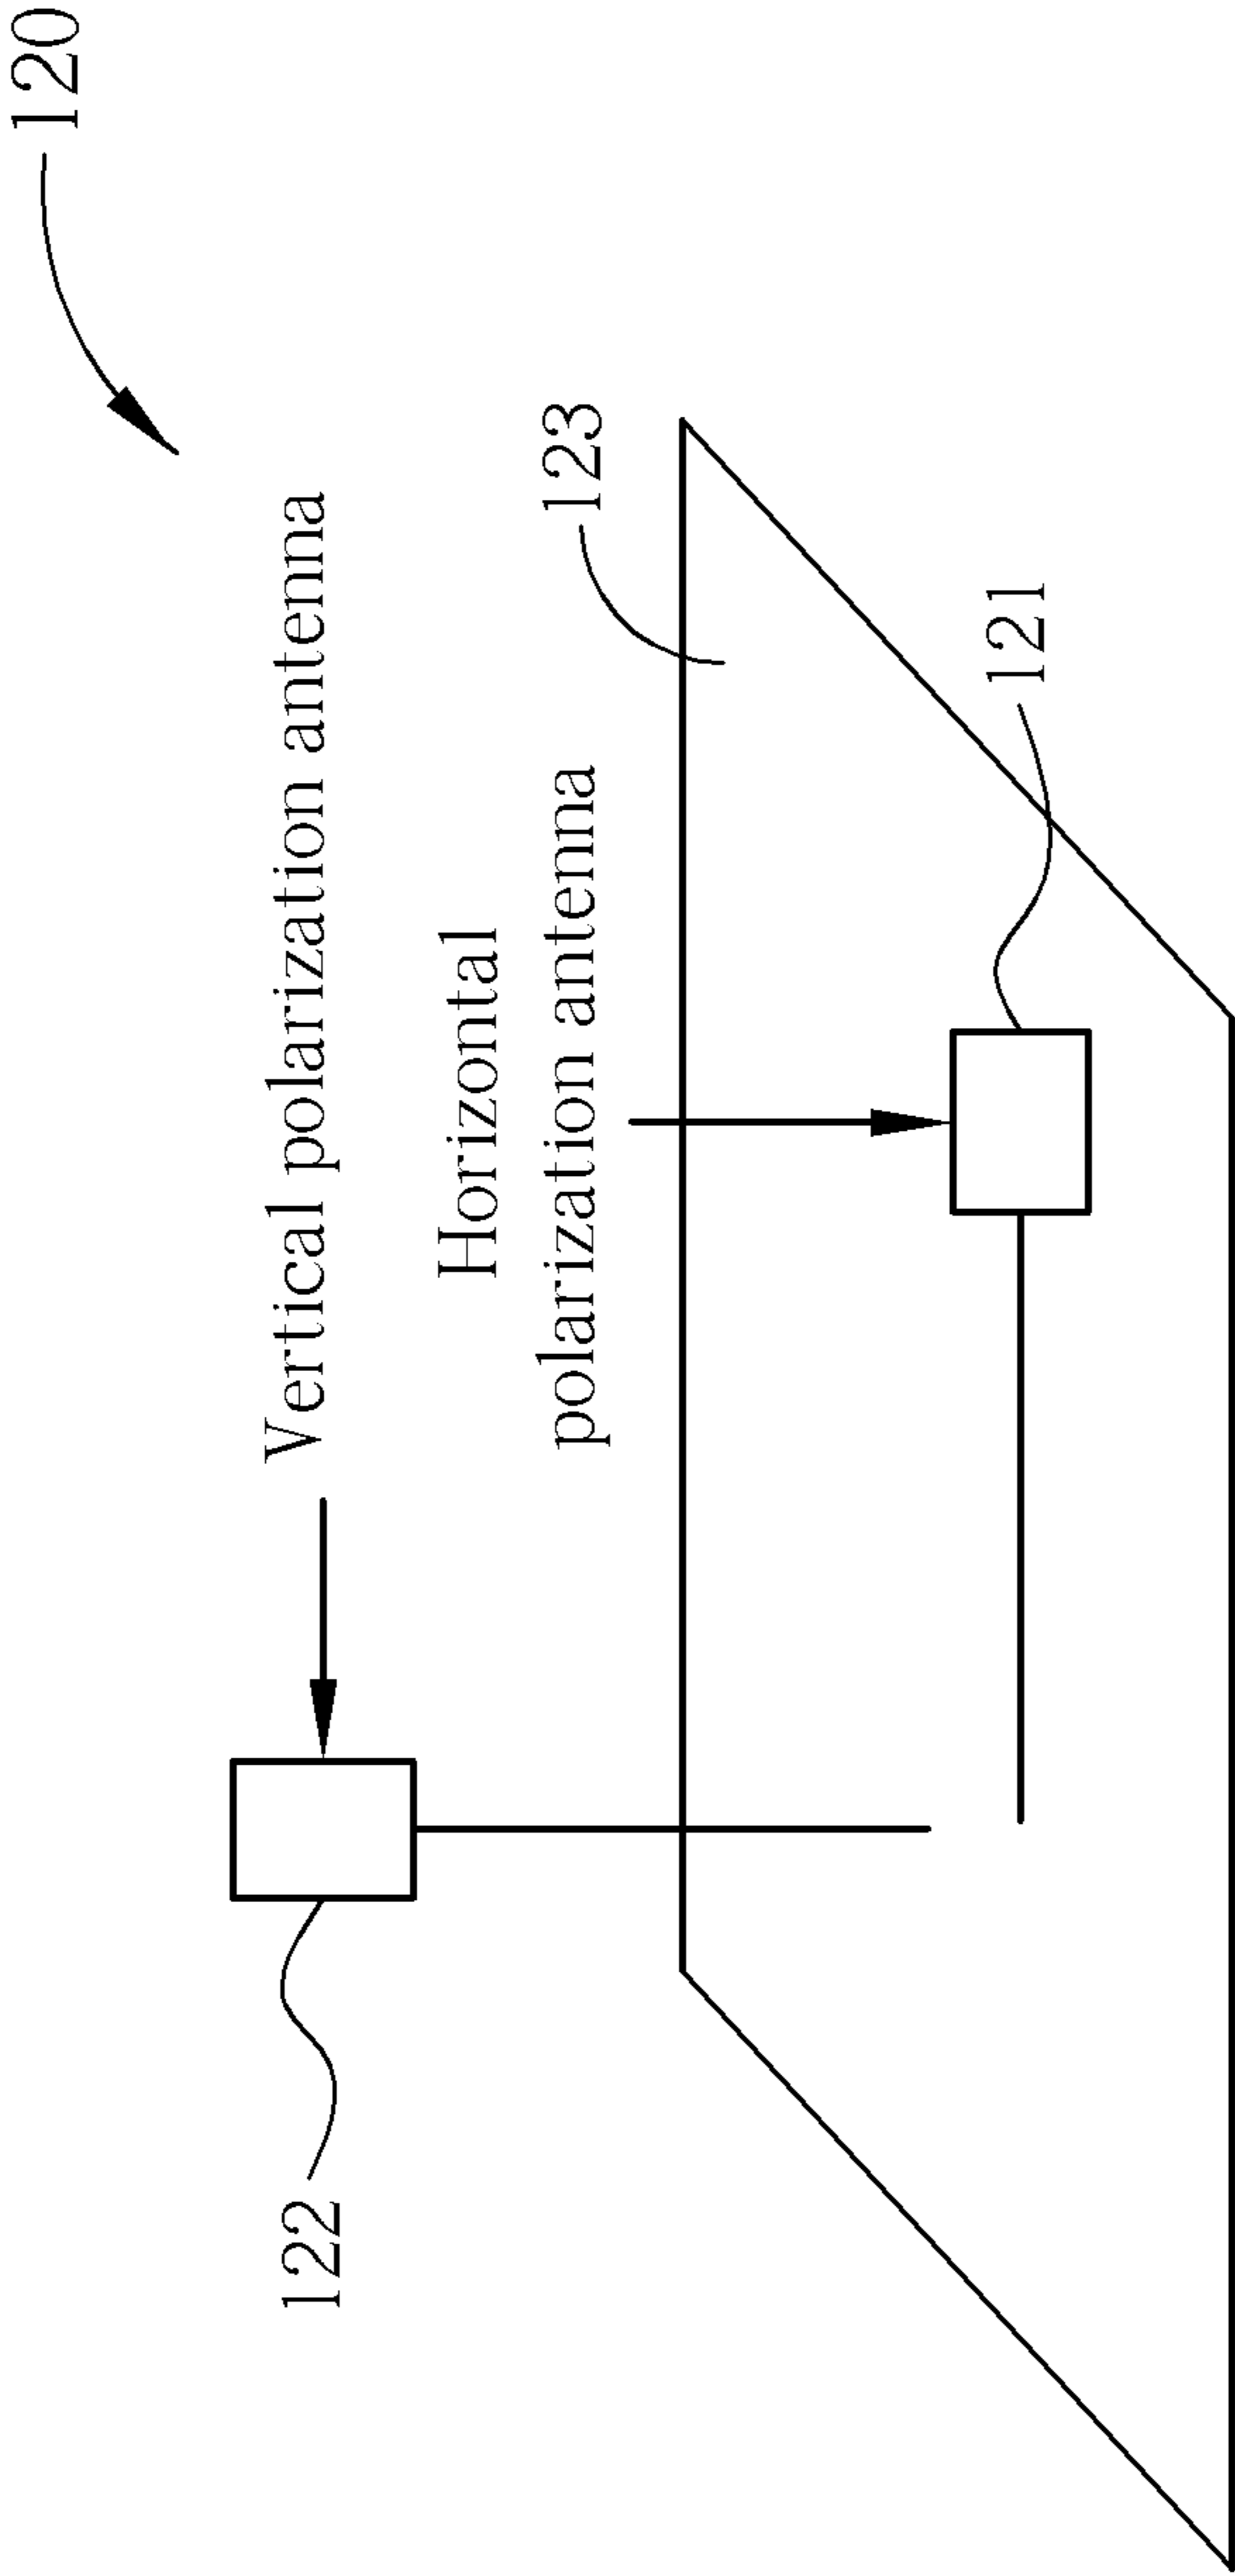 120
Vertical polarization antenna
122
Horizontal
polarization antenna
123
121